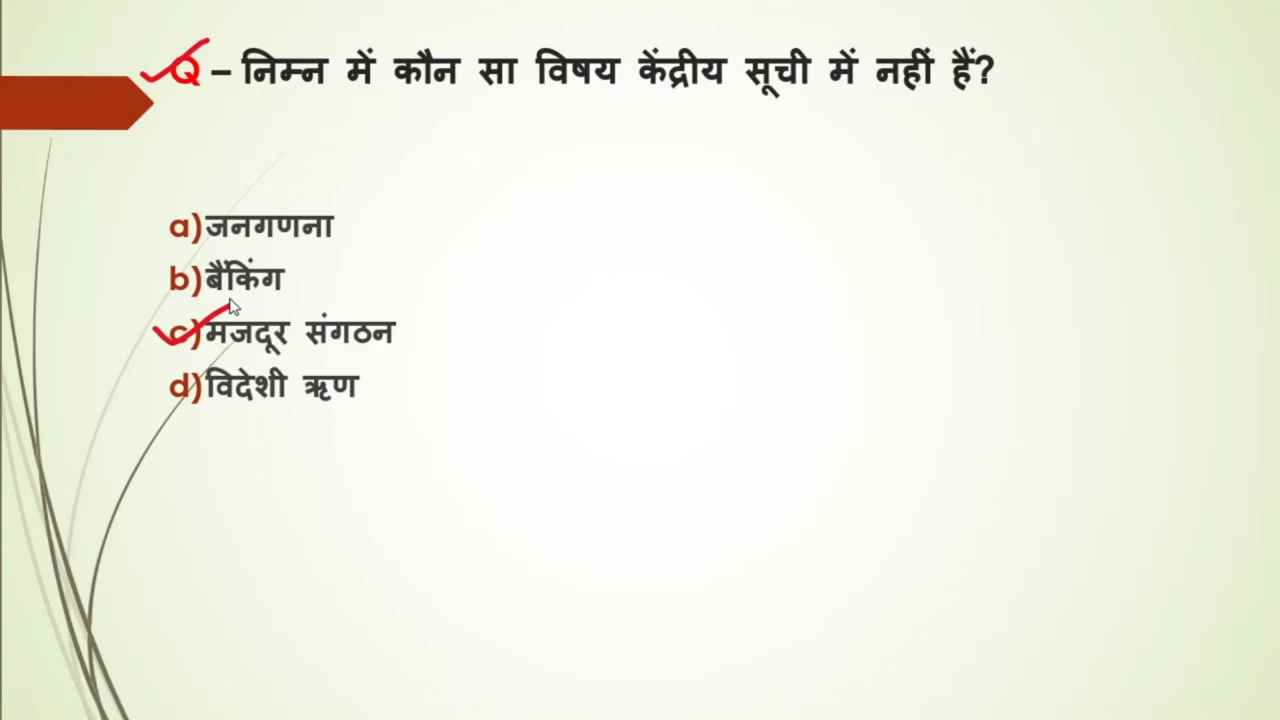 Q – निम्न में कौन सा विषय केंद्रीय सूची में नहीं हैं?
a) जनगणना
b) बैंकिंग
c) मजदूर संगठन
d) विदेशी ऋण